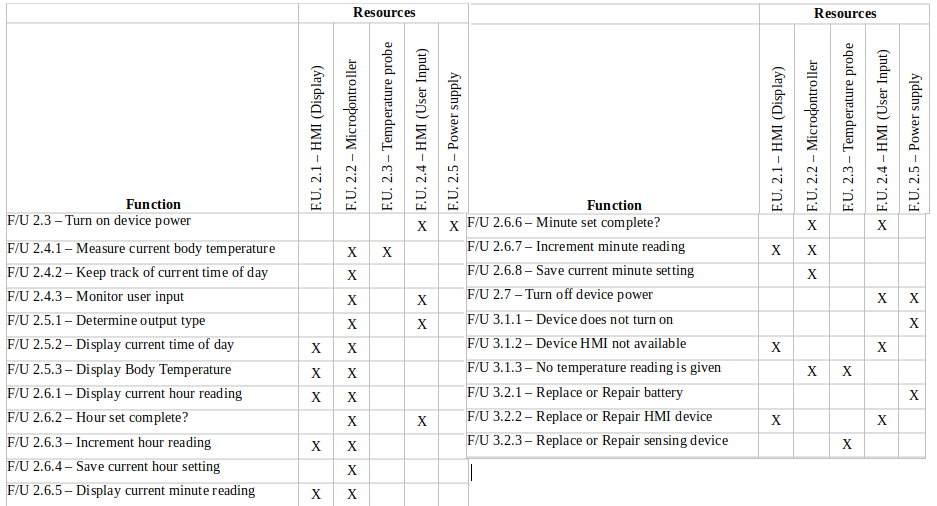 Resources
F.U. 2.1 – HMI (Display)
F.U. 2.2 – Microcontroller
F.U. 2.3 – Temperature probe
F.U. 2.4 – HMI (User Input)
F.U. 2.5 – Power supply
Function
F/U 2.3 – Turn on device power X X
F/U 2.4.1 – Measure current body temperature X X
F/U 2.4.2 – Keep track of current time of day X
F/U 2.4.3 – Monitor user input X X
F/U 2.5.1 – Determine output type X X
F/U 2.5.2 – Display current time of day X X
F/U 2.5.3 – Display Body Temperature X X
F/U 2.6.1 – Display current hour reading X X
F/U 2.6.2 – Hour set complete? X X
F/U 2.6.3 – Increment hour reading X X
F/U 2.6.4 – Save current hour setting X
F/U 2.6.5 – Display current minute reading X X
Resources
F.U. 2.1 – HMI (Display)
F.U. 2.2 – Microcontroller
F.U. 2.3 – Temperature probe
F.U. 2.4 – HMI (User Input)
F.U. 2.5 – Power supply
Function
F/U 2.6.6 – Minute set complete? X X
F/U 2.6.7 – Increment minute reading X X
F/U 2.6.8 – Save current minute setting X
F/U 2.7 – Turn off device power X X
F/U 3.1.1 – Device does not turn on X
F/U 3.1.2 – Device HMI not available X X
F/U 3.1.3 – No temperature reading is given X X
F/U 3.2.1 – Replace or Repair battery X
F/U 3.2.2 – Replace or Repair HMI device X X
F/U 3.2.3 – Replace or Repair sensing device X